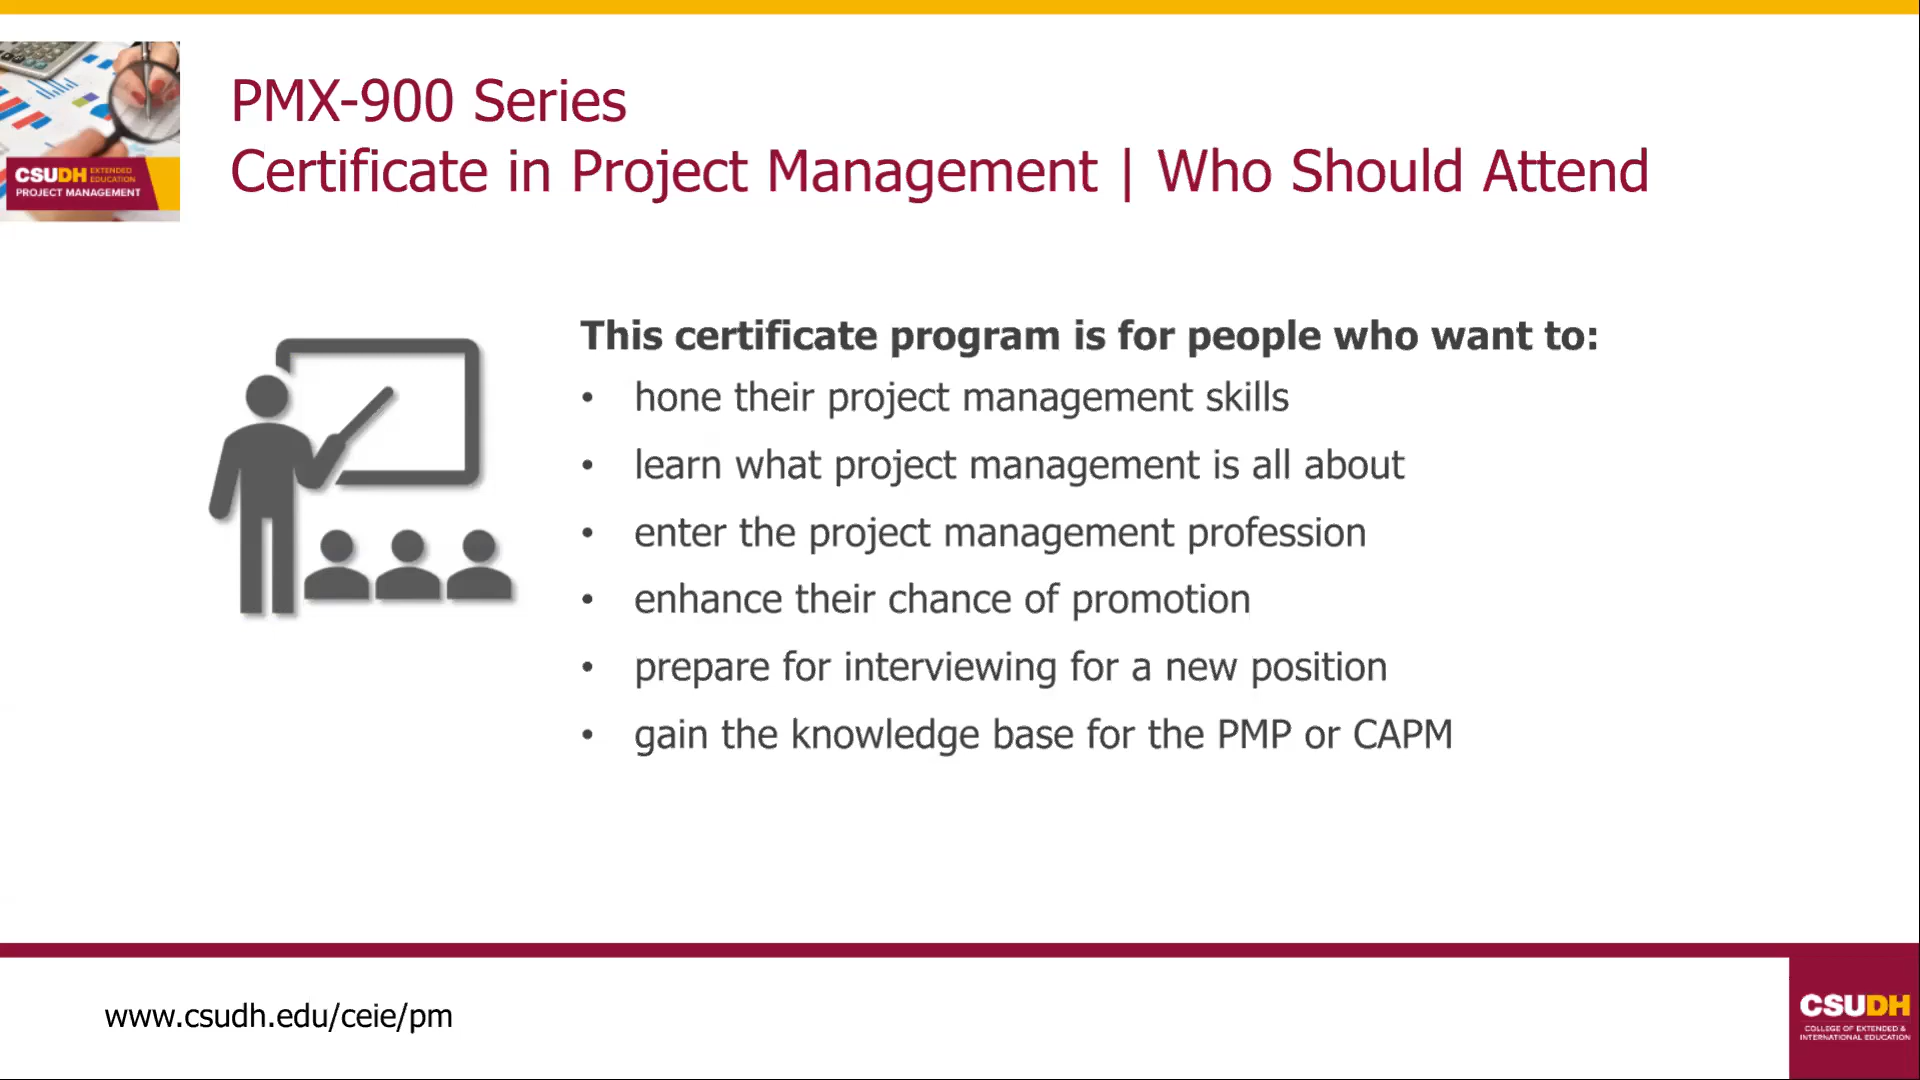 PMX-900 Series
Certificate in Project Management | Who Should Attend
CSUDH EXTENDED EDUCATION
PROJECT MANAGEMENT
This certificate program is for people who want to:
• hone their project management skills
• learn what project management is all about
• enter the project management profession
• enhance their chance of promotion
• prepare for interviewing for a new position
• gain the knowledge base for the PMP or CAPM
www.csudh.edu/ceie/pm
CSUDH
COLLEGE OF EXTENDED &
INTERNATIONAL EDUCATION